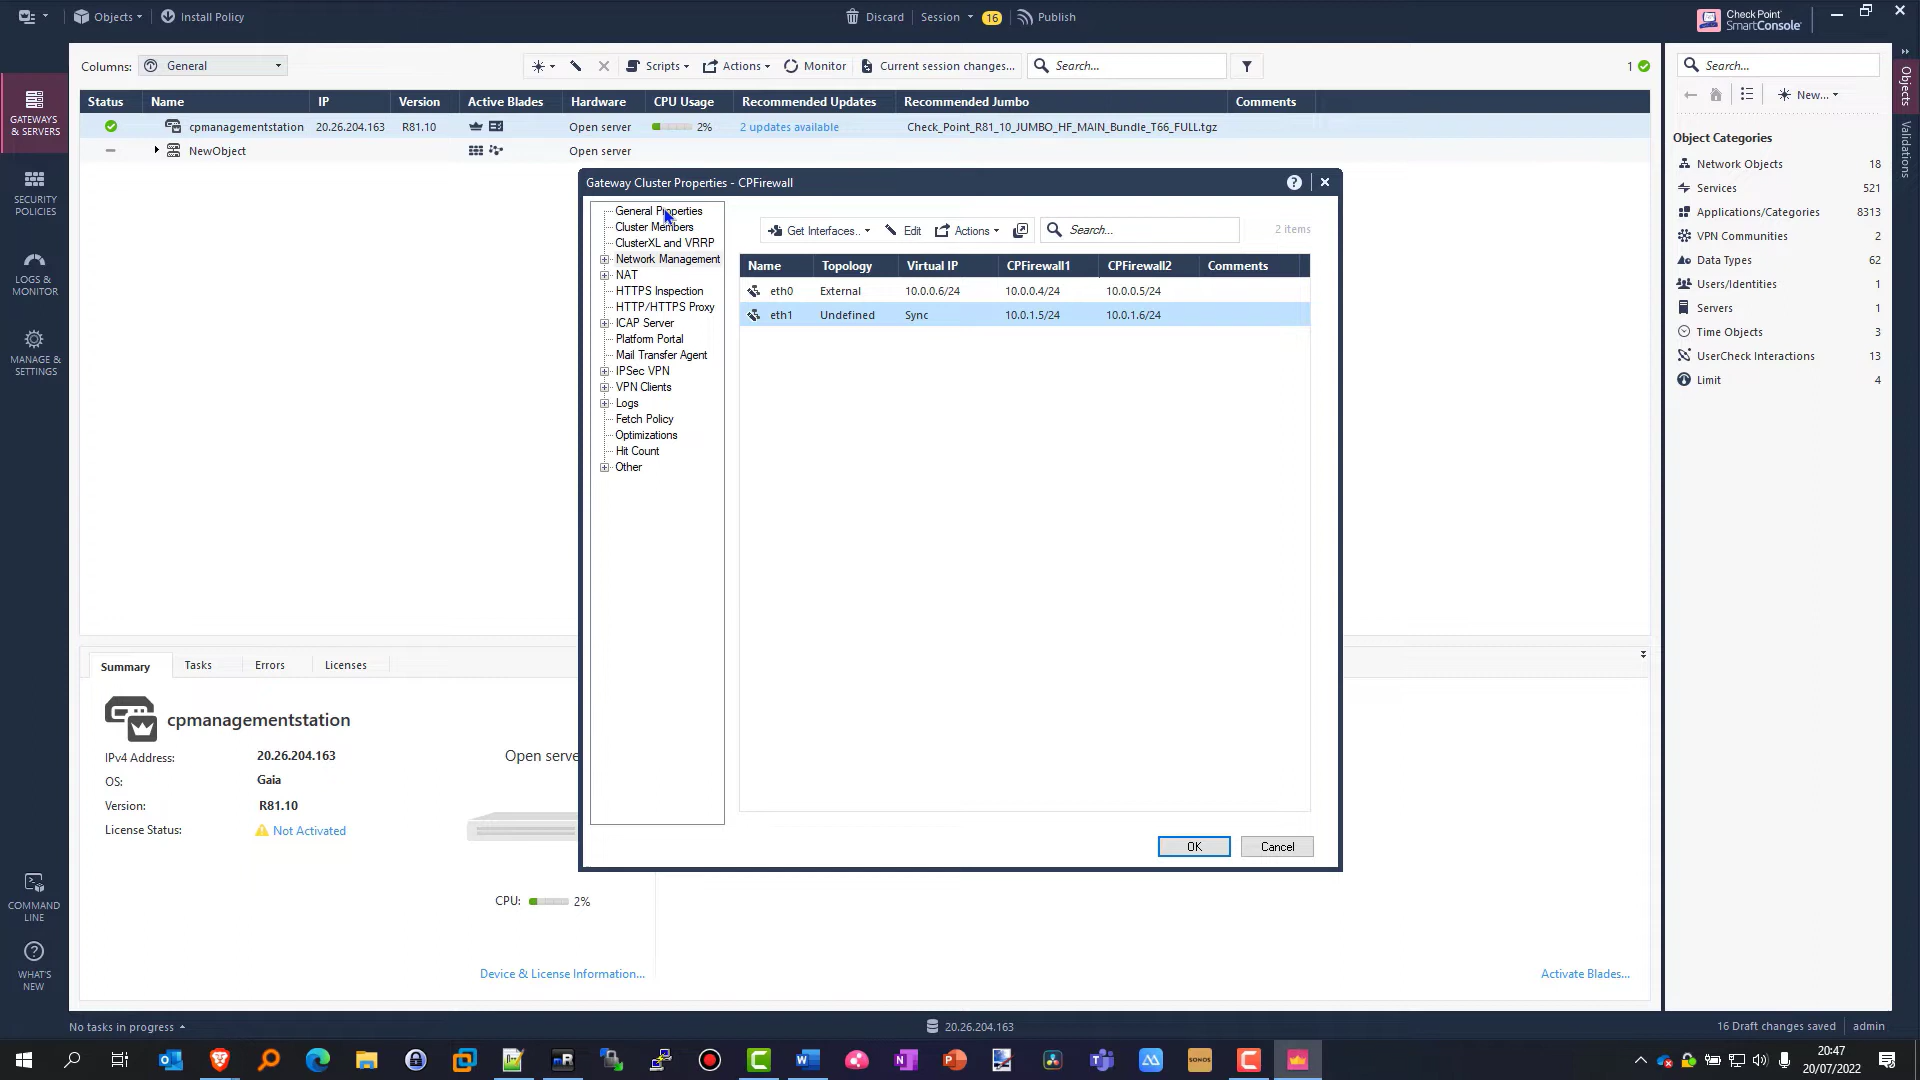 Objects
Install Policy
Discard
Session
16
Publish
Check Point
SmartConsole
Columns:
General
Scripts
Actions
Monitor
Current session changes...
Search...
1
Search...
New...
Objects
Validations
GATEWAYS
& SERVERS
SECURITY
POLICIES
LOGS &
MONITOR
MANAGE &
SETTINGS
COMMAND
LINE
WHAT'S
NEW
Status Name IP Version Active Blades Hardware CPU Usage Recommended Updates Recommended Jumbo Comments
cpmanagementstation 20.26.204.163 R81.10 Open server 2% 2 updates available Check_Point_R81_10_JUMBO_HF_MAIN_Bundle_T66_FULL.tgz
NewObject Open server
Gateway Cluster Properties - CPFirewall
General Properties
Cluster Members
ClusterXL and VRRP
Network Management
NAT
HTTPS Inspection
HTTP/HTTPS Proxy
ICAP Server
Platform Portal
Mail Transfer Agent
IPSec VPN
VPN Clients
Logs
Fetch Policy
Optimizations
Hit Count
Other
Get Interfaces..
Edit
Actions
Search...
2 items
Name Topology Virtual IP CPFirewall1 CPFirewall2 Comments
eth0 External 10.0.0.6/24 10.0.0.4/24 10.0.0.5/24
eth1 Undefined Sync 10.0.1.5/24 10.0.1.6/24
OK
Cancel
Object Categories
Network Objects 18
Services 521
Applications/Categories 8313
VPN Communities 2
Data Types 62
Users/Identities 1
Servers 1
Time Objects 3
UserCheck Interactions 13
Limit 4
Summary
Tasks
Errors
Licenses
cpmanagementstation
IPv4 Address: 20.26.204.163
OS: Gaia
Version: R81.10
License Status: Not Activated
Open serve
CPU: 2%
Device & License Information...
Activate Blades...
No tasks in progress
20.26.204.163
16 Draft changes saved
admin
SONOS
20:47
20/07/2022